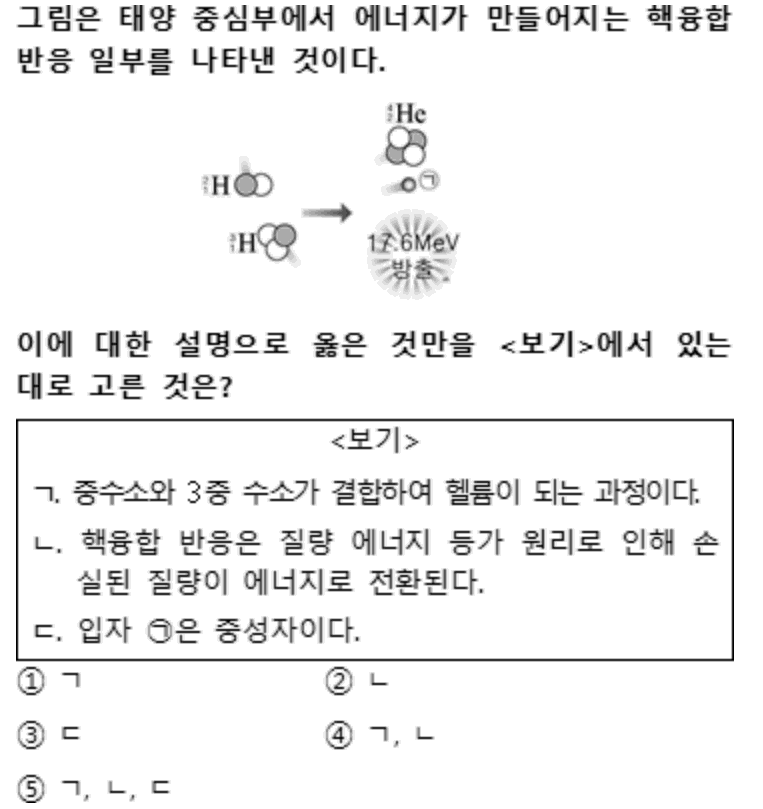 그림은 태양 중심부에서 에너지가 만들어지는 핵융합
반응 일부를 나타낸 것이다.
⁴₂He
²₁H
㉠
³₁H
17.6MeV
방출
이에 대한 설명으로 옳은 것만을 <보기>에서 있는
대로 고른 것은?
<보기>
ㄱ. 중수소와 3중 수소가 결합하여 헬륨이 되는 과정이다.
ㄴ. 핵융합 반응은 질량 에너지 등가 원리로 인해 손
실된 질량이 에너지로 전환된다.
ㄷ. 입자 ㉠은 중성자이다.
① ㄱ ② ㄴ
③ ㄷ ④ ㄱ, ㄴ
⑤ ㄱ, ㄴ, ㄷ